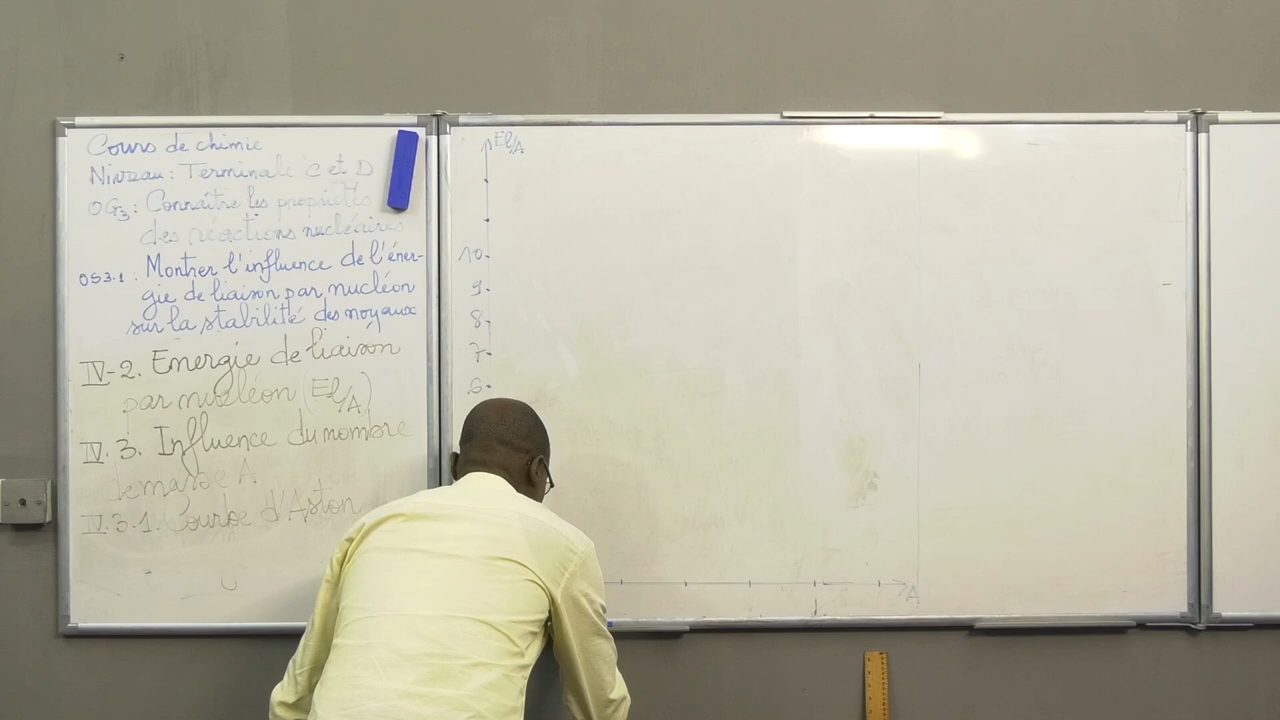 Cours de chimie
Niveau : Terminale C et D
OG3 : Connaître les propriétés
des réactions nucléaires
OS3.1 : Montrer l'influence de l'éner-
gie de liaison par nucléon
sur la stabilité des noyaux
IV-2. Energie de liaison
par nucléon (El/A)
IV.3. Influence du nombre
de masse A
IV.3.1. Courbe d'Aston
El/A
10
9
8
7
6
A